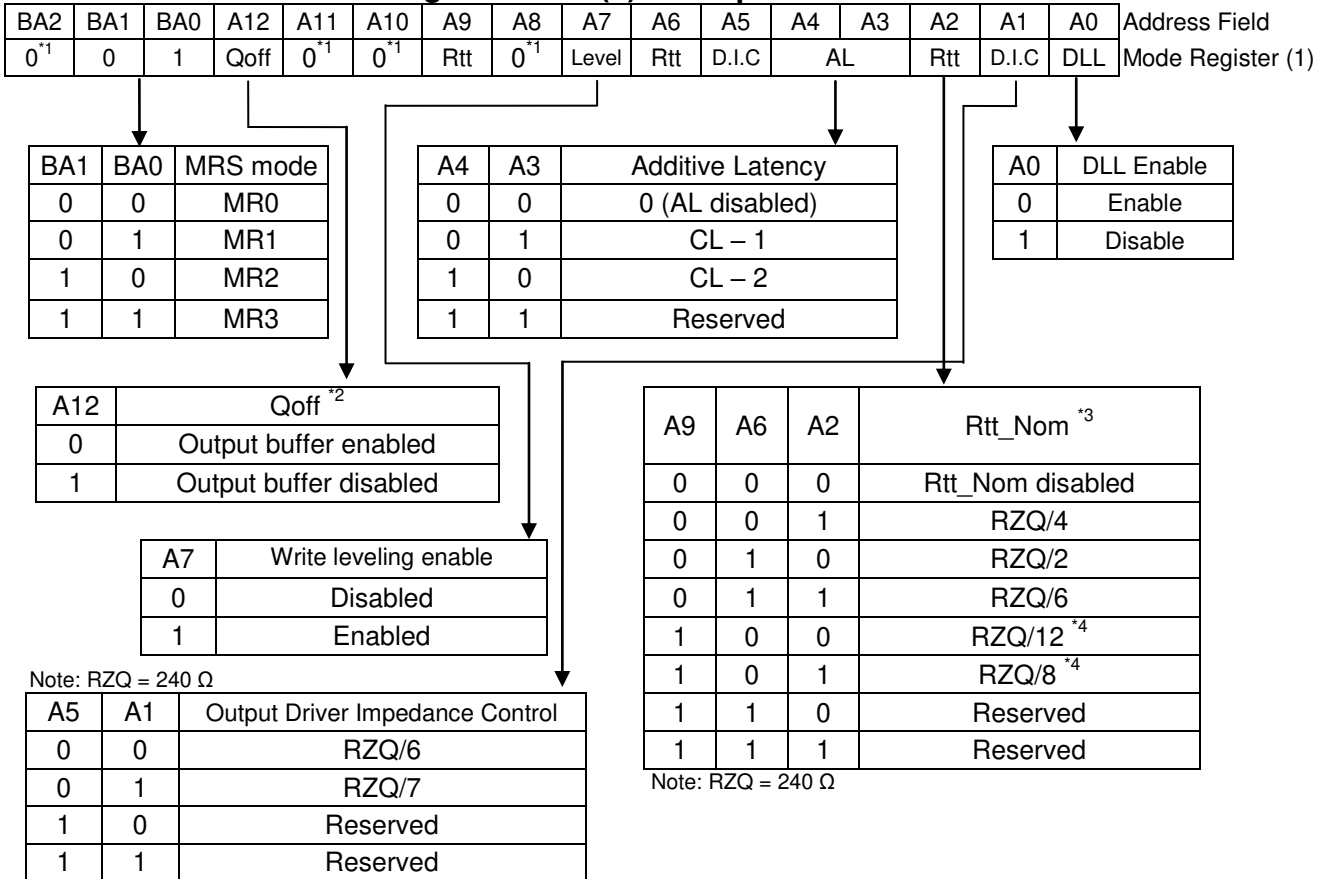 BA2 BA1 BA0 A12 A11 A10 A9 A8 A7 A6 A5 A4 A3 A2 A1 A0 Address Field
0*1 0 1 Qoff 0*1 0*1 Rtt 0*1 Level Rtt D.I.C AL Rtt D.I.C DLL Mode Register (1)
BA1 BA0 MRS mode
0 0 MR0
0 1 MR1
1 0 MR2
1 1 MR3
A4 A3 Additive Latency
0 0 0 (AL disabled)
0 1 CL – 1
1 0 CL – 2
1 1 Reserved
A0 DLL Enable
0 Enable
1 Disable
A12 Qoff *2
0 Output buffer enabled
1 Output buffer disabled
A9 A6 A2 Rtt_Nom *3
0 0 0 Rtt_Nom disabled
0 0 1 RZQ/4
0 1 0 RZQ/2
0 1 1 RZQ/6
1 0 0 RZQ/12 *4
1 0 1 RZQ/8 *4
1 1 0 Reserved
1 1 1 Reserved
Note: RZQ = 240 Ω
A7 Write leveling enable
0 Disabled
1 Enabled
Note: RZQ = 240 Ω
A5 A1 Output Driver Impedance Control
0 0 RZQ/6
0 1 RZQ/7
1 0 Reserved
1 1 Reserved